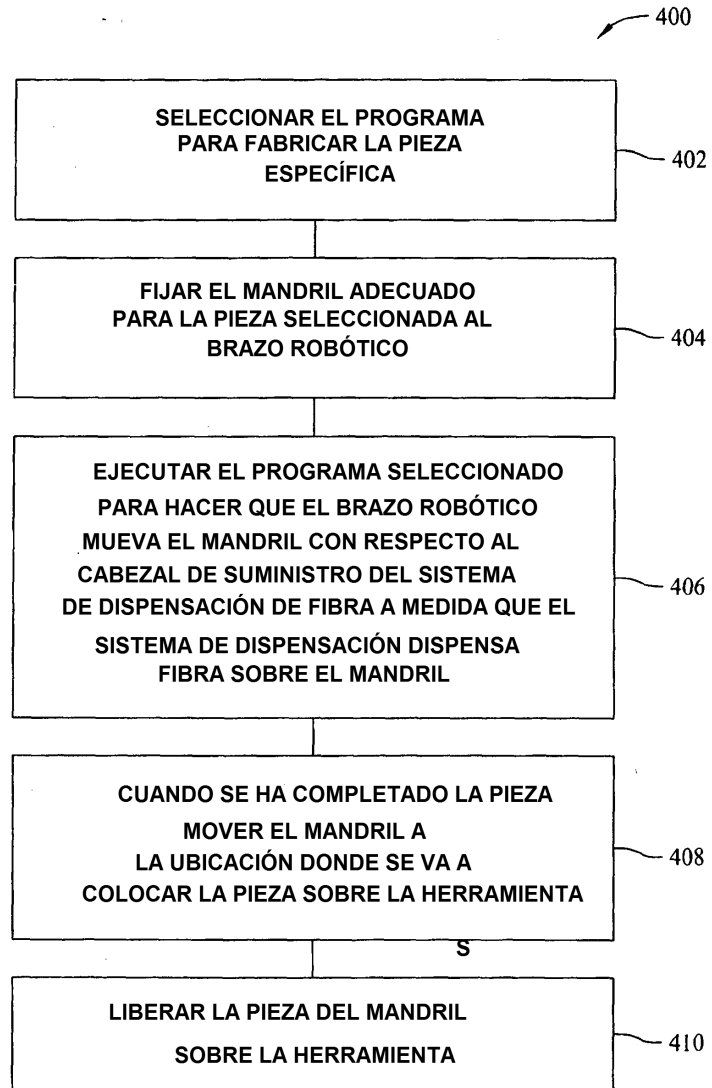 400
SELECCIONAR EL PROGRAMA
PARA FABRICAR LA PIEZA
ESPECÍFICA
402
FIJAR EL MANDRIL ADECUADO
PARA LA PIEZA SELECCIONADA AL
BRAZO ROBÓTICO
404
EJECUTAR EL PROGRAMA SELECCIONADO
PARA HACER QUE EL BRAZO ROBÓTICO
MUEVA EL MANDRIL CON RESPECTO AL
CABEZAL DE SUMINISTRO DEL SISTEMA
DE DISPENSACIÓN DE FIBRA A MEDIDA QUE EL
SISTEMA DE DISPENSACIÓN DISPENSA
FIBRA SOBRE EL MANDRIL
406
CUANDO SE HA COMPLETADO LA PIEZA
MOVER EL MANDRIL A
LA UBICACIÓN DONDE SE VA A
COLOCAR LA PIEZA SOBRE LA HERRAMIENTA
408
S
LIBERAR LA PIEZA DEL MANDRIL
SOBRE LA HERRAMIENTA
410